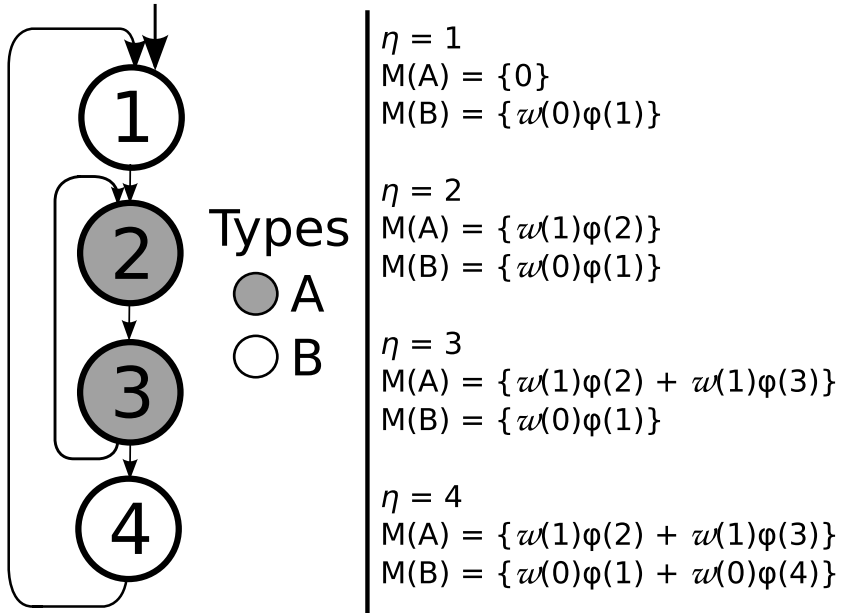 1
2
3
4
Types
A
B
η = 1
M(A) = {0}
M(B) = {𝓌(0)φ(1)}
η = 2
M(A) = {𝓌(1)φ(2)}
M(B) = {𝓌(0)φ(1)}
η = 3
M(A) = {𝓌(1)φ(2) + 𝓌(1)φ(3)}
M(B) = {𝓌(0)φ(1)}
η = 4
M(A) = {𝓌(1)φ(2) + 𝓌(1)φ(3)}
M(B) = {𝓌(0)φ(1) + 𝓌(0)φ(4)}